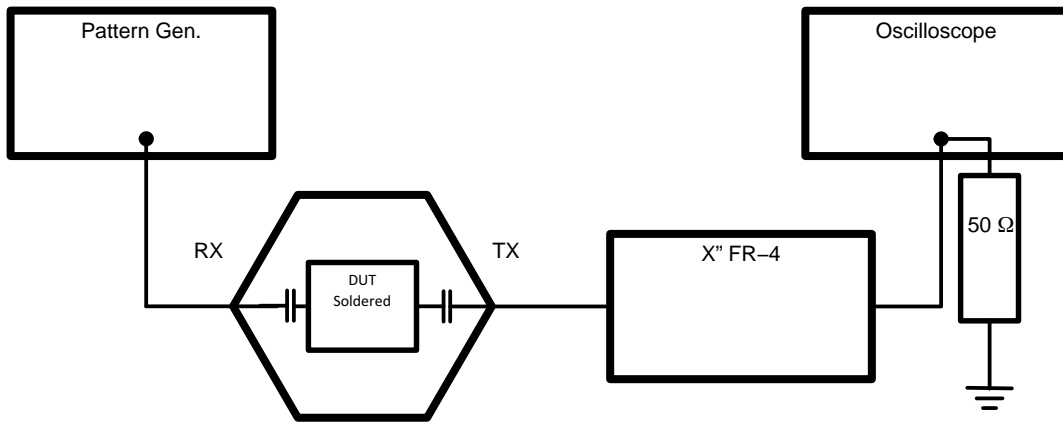 Pattern Gen.
Oscilloscope
RX
TX
DUT
Soldered
X” FR−4
50 Ω